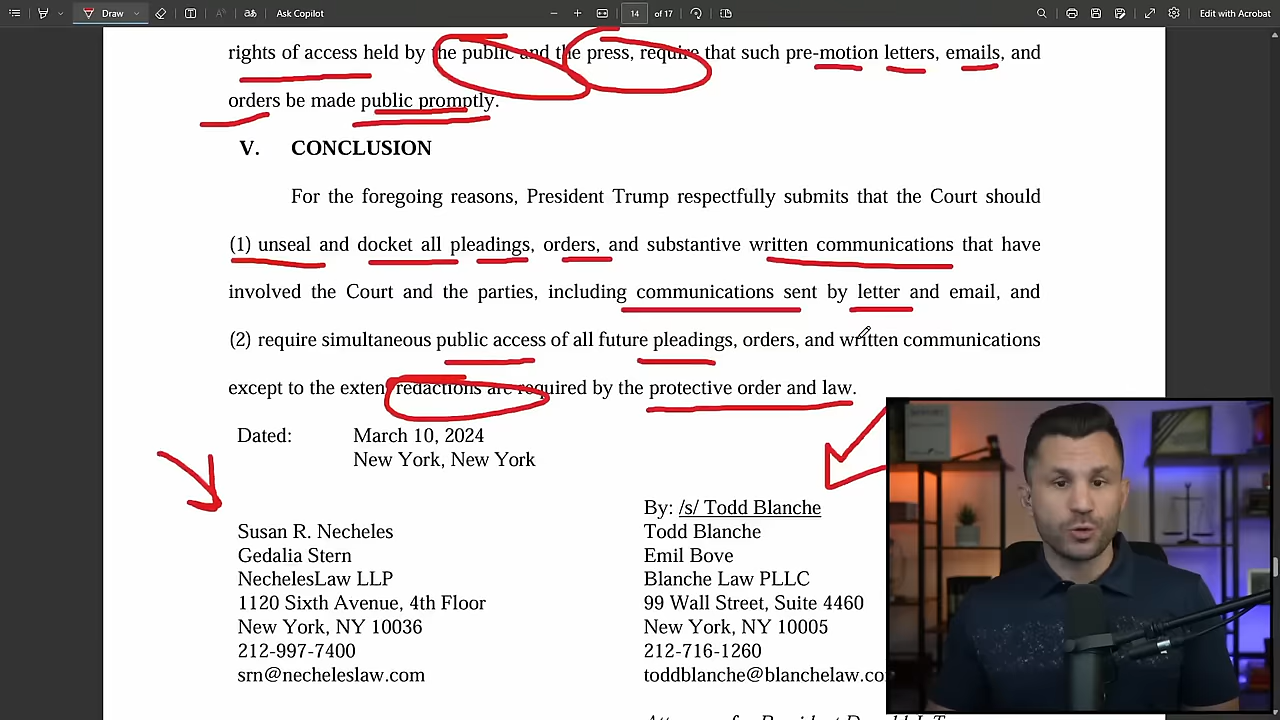 Draw
Ask Copilot
14 of 17
Edit with Acrobat
rights of access held by the public and the press, require that such pre-motion letters, emails, and
orders be made public promptly.
V. CONCLUSION
For the foregoing reasons, President Trump respectfully submits that the Court should
(1) unseal and docket all pleadings, orders, and substantive written communications that have
involved the Court and the parties, including communications sent by letter and email, and
(2) require simultaneous public access of all future pleadings, orders, and written communications
except to the extent redactions are required by the protective order and law.
Dated: March 10, 2024
New York, New York
Susan R. Necheles
Gedalia Stern
NechelesLaw LLP
1120 Sixth Avenue, 4th Floor
New York, NY 10036
212-997-7400
srn@necheleslaw.com
By: /s/ Todd Blanche
Todd Blanche
Emil Bove
Blanche Law PLLC
99 Wall Street, Suite 4460
New York, NY 10005
212-716-1260
toddblanche@blanchelaw.co